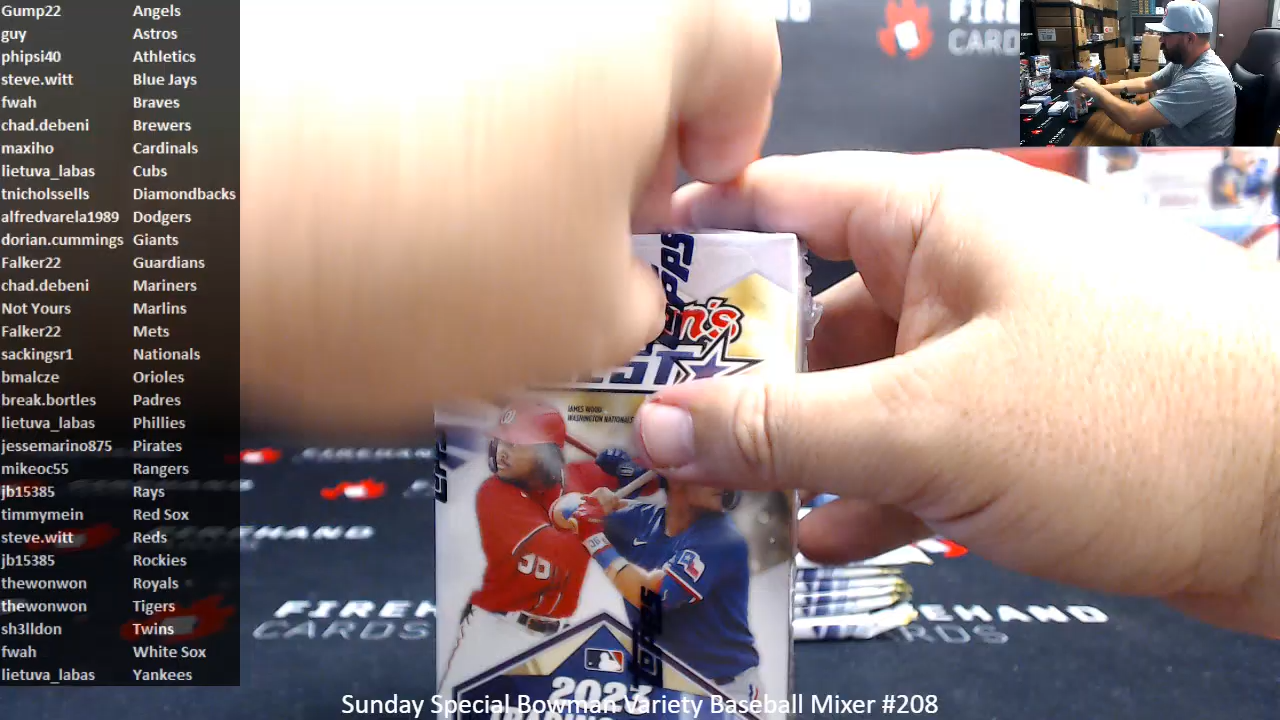 Gump22 Angels
guy Astros
phipsi40 Athletics
steve.witt Blue Jays
fwah Braves
chad.debeni Brewers
maxiho Cardinals
lietuva_labas Cubs
tnicholssells Diamondbacks
alfredvarela1989 Dodgers
dorian.cummings Giants
Falker22 Guardians
chad.debeni Mariners
Not Yours Marlins
Falker22 Mets
sackingsr1 Nationals
bmalcze Orioles
break.bortles Padres
lietuva_labas Phillies
jessemarino875 Pirates
mikeoc55 Rangers
jb15385 Rays
timmymein Red Sox
steve.witt Reds
jb15385 Rockies
thewonwon Royals
thewonwon Tigers
sh3lldon Twins
fwah White Sox
lietuva_labas Yankees
JAMES WOOD
WASHINGTON NATIONALS
2023
FIREHAND
CARDS
Sunday Special Bowman Variety Baseball Mixer #208